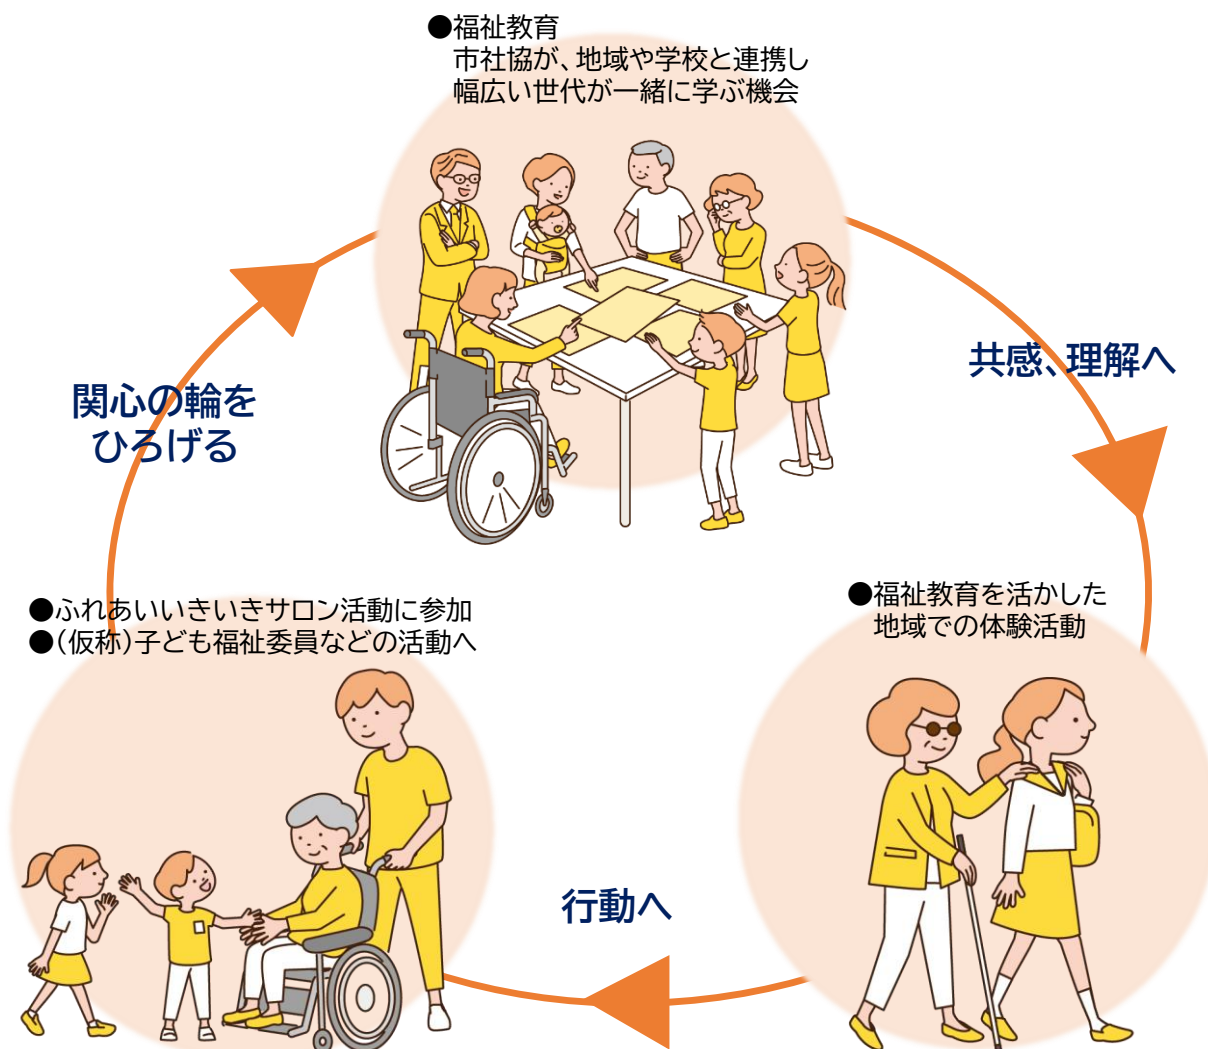 ●福祉教育
市社協が、地域や学校と連携し
幅広い世代が一緒に学ぶ機会
共感、理解へ
関心の輪を
ひろげる
●福祉教育を活かした
地域での体験活動
●ふれあいいきいきサロン活動に参加
●(仮称)子ども福祉委員などの活動へ
行動へ